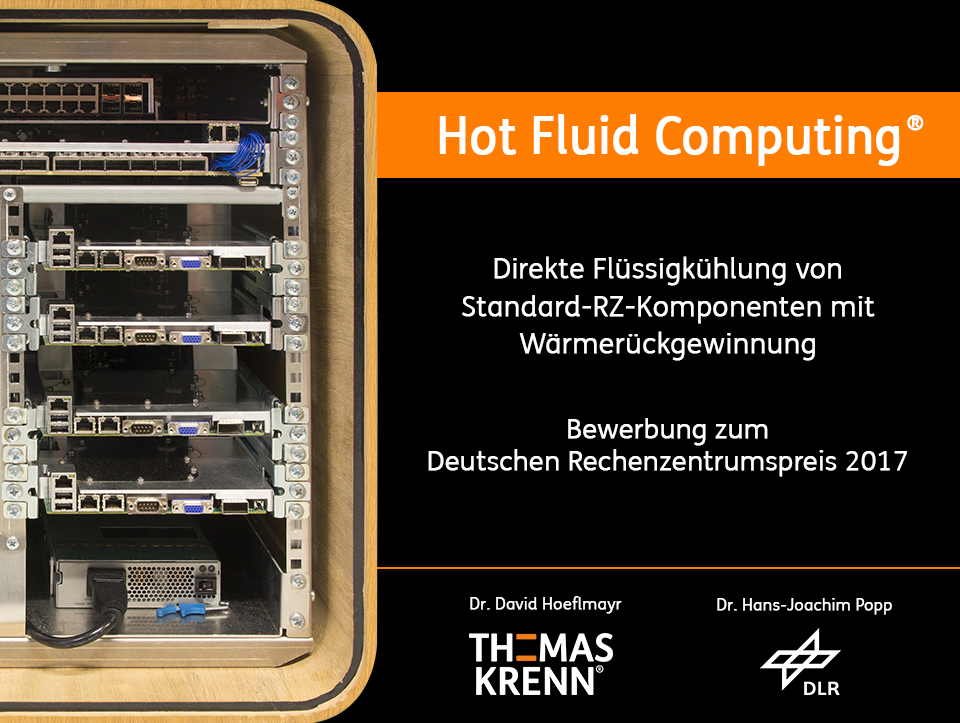 Hot Fluid Computing®
Direkte Flüssigkühlung von
Standard-RZ-Komponenten mit
Wärmerückgewinnung
Bewerbung zum
Deutschen Rechenzentrumspreis 2017
Dr. David Hoeflmayr
Dr. Hans-Joachim Popp
THOMAS
KRENN®
DLR